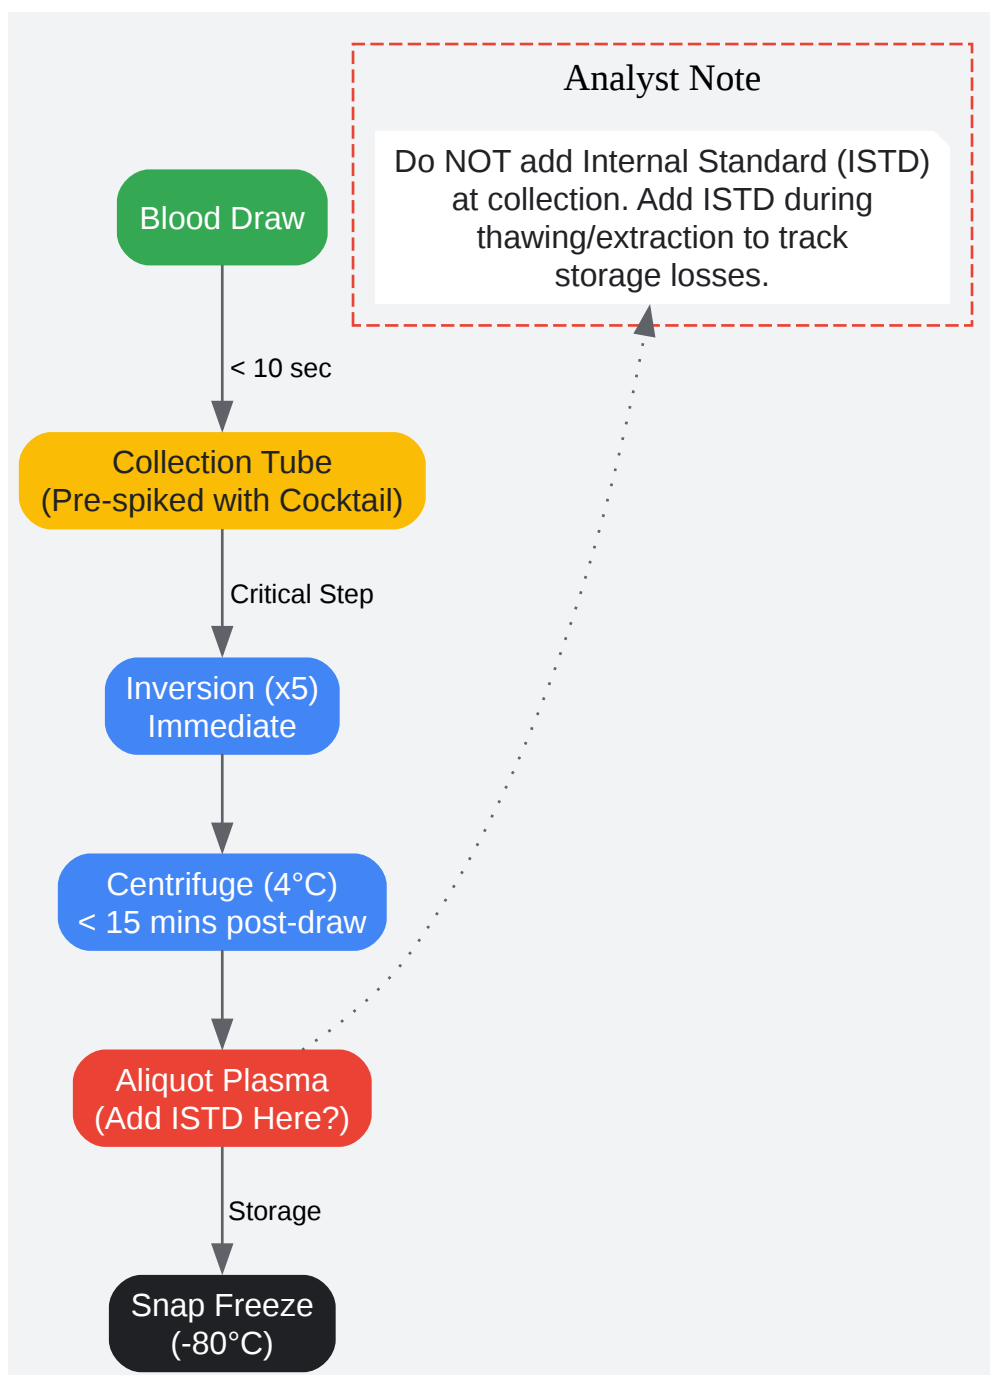 Analyst Note
Do NOT add Internal Standard (ISTD)
at collection. Add ISTD during
thawing/extraction to track
storage losses.
Blood Draw
< 10 sec
Collection Tube
(Pre-spiked with Cocktail)
Critical Step
Inversion (x5)
Immediate
Centrifuge (4°C)
< 15 mins post-draw
Aliquot Plasma
(Add ISTD Here?)
Storage
Snap Freeze
(-80°C)